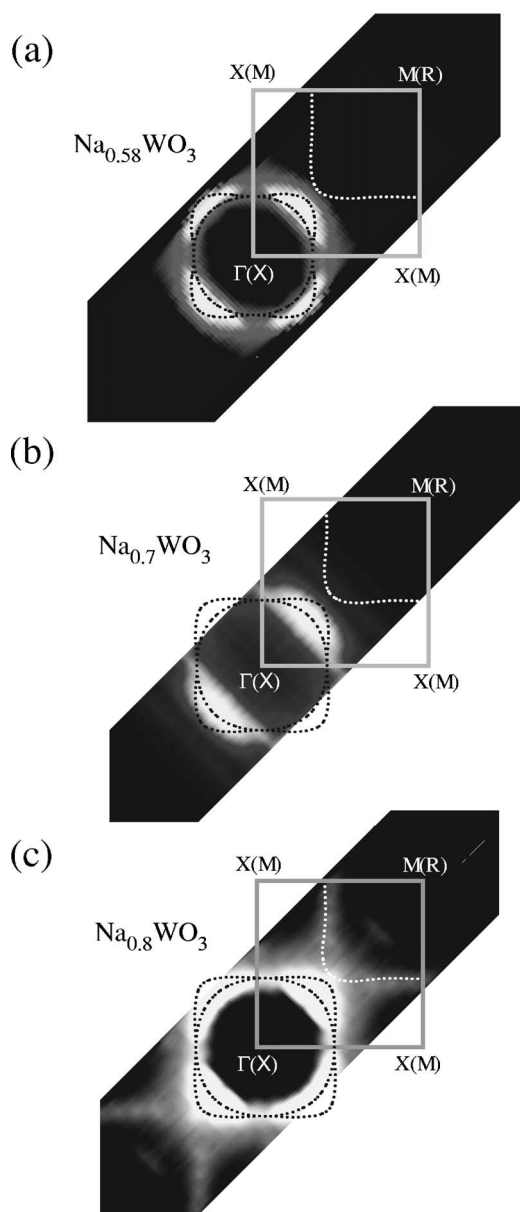 (a)
X(M)
M(R)
Na0.58WO3
Γ(X)
X(M)
(b)
X(M)
M(R)
Na0.7WO3
Γ(X)
X(M)
(c)
X(M)
M(R)
Na0.8WO3
Γ(X)
X(M)